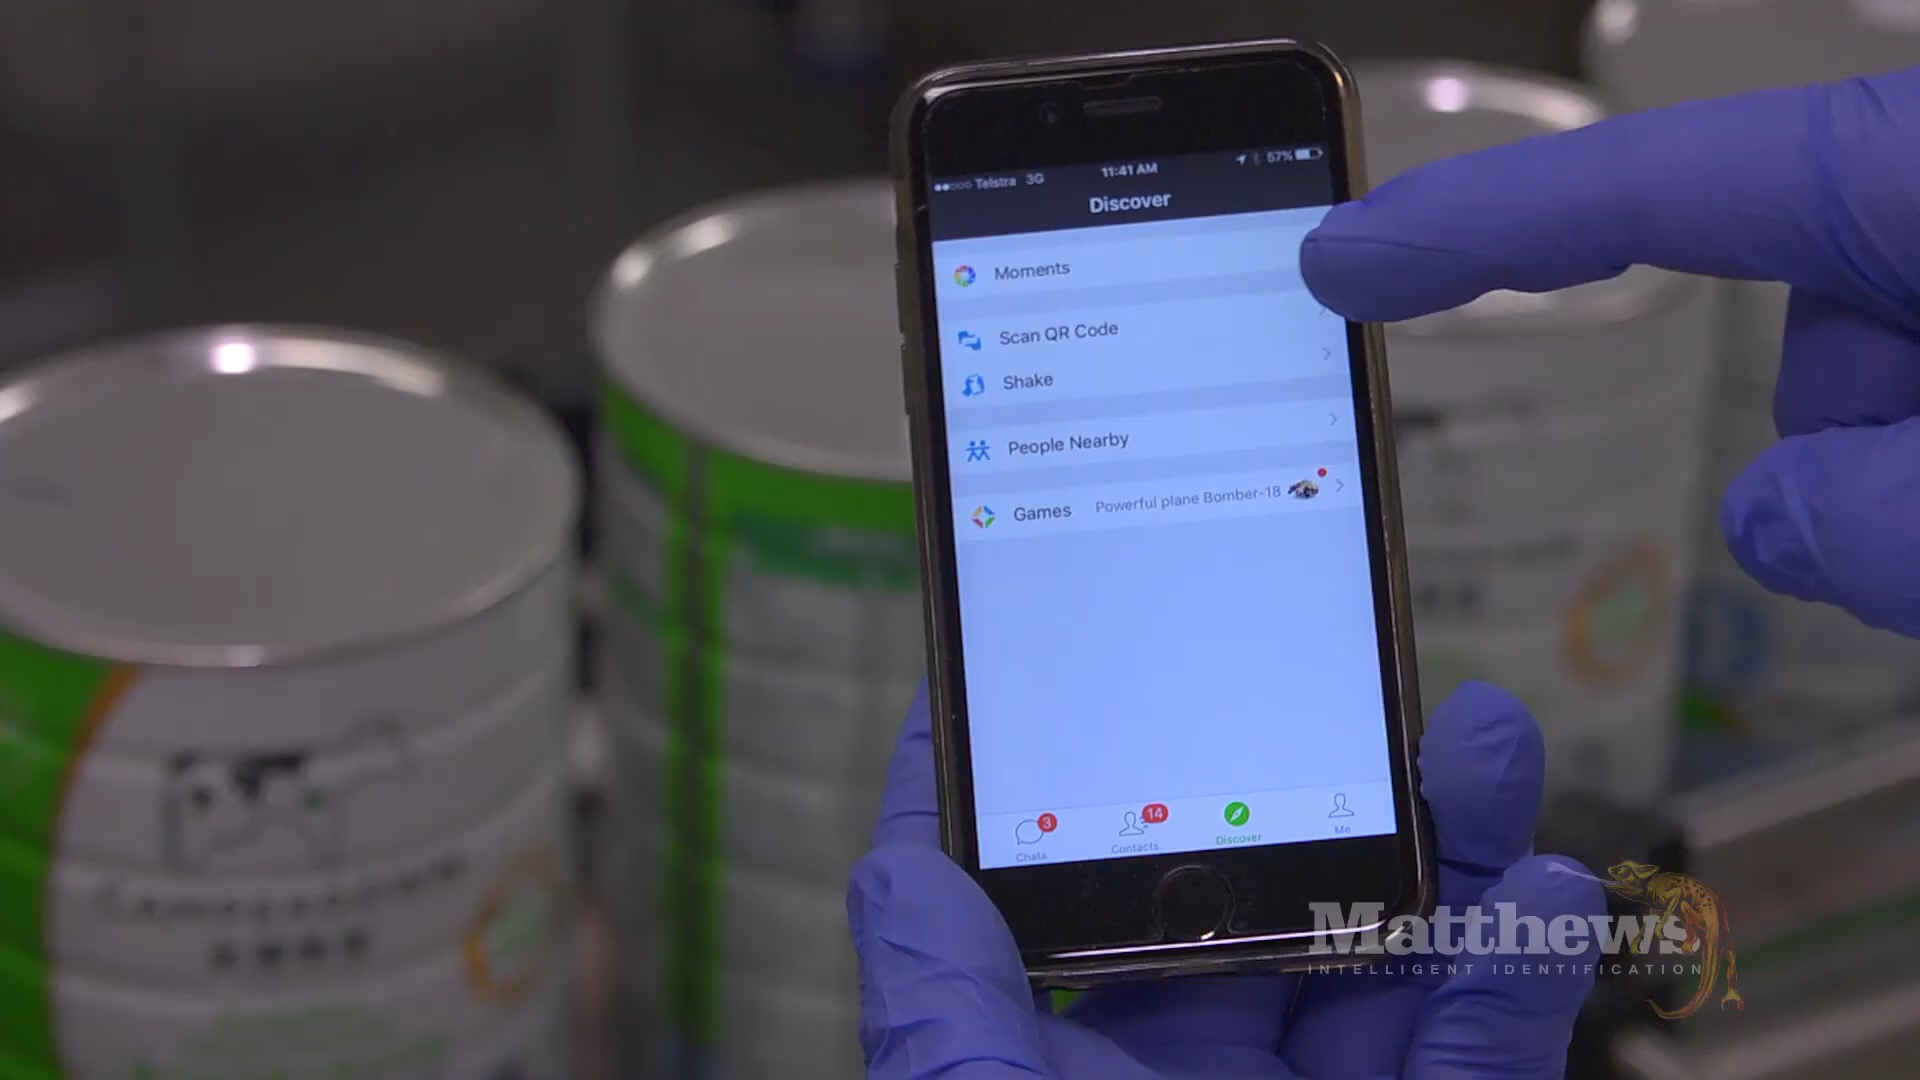 Telstra 3G 11:41 AM 57%
Discover
Moments
Scan QR Code
Shake
People Nearby
Games Powerful plane Bomber-18
3 14
Chats Contacts Discover Me
Matthews
INTELLIGENT IDENTIFICATION